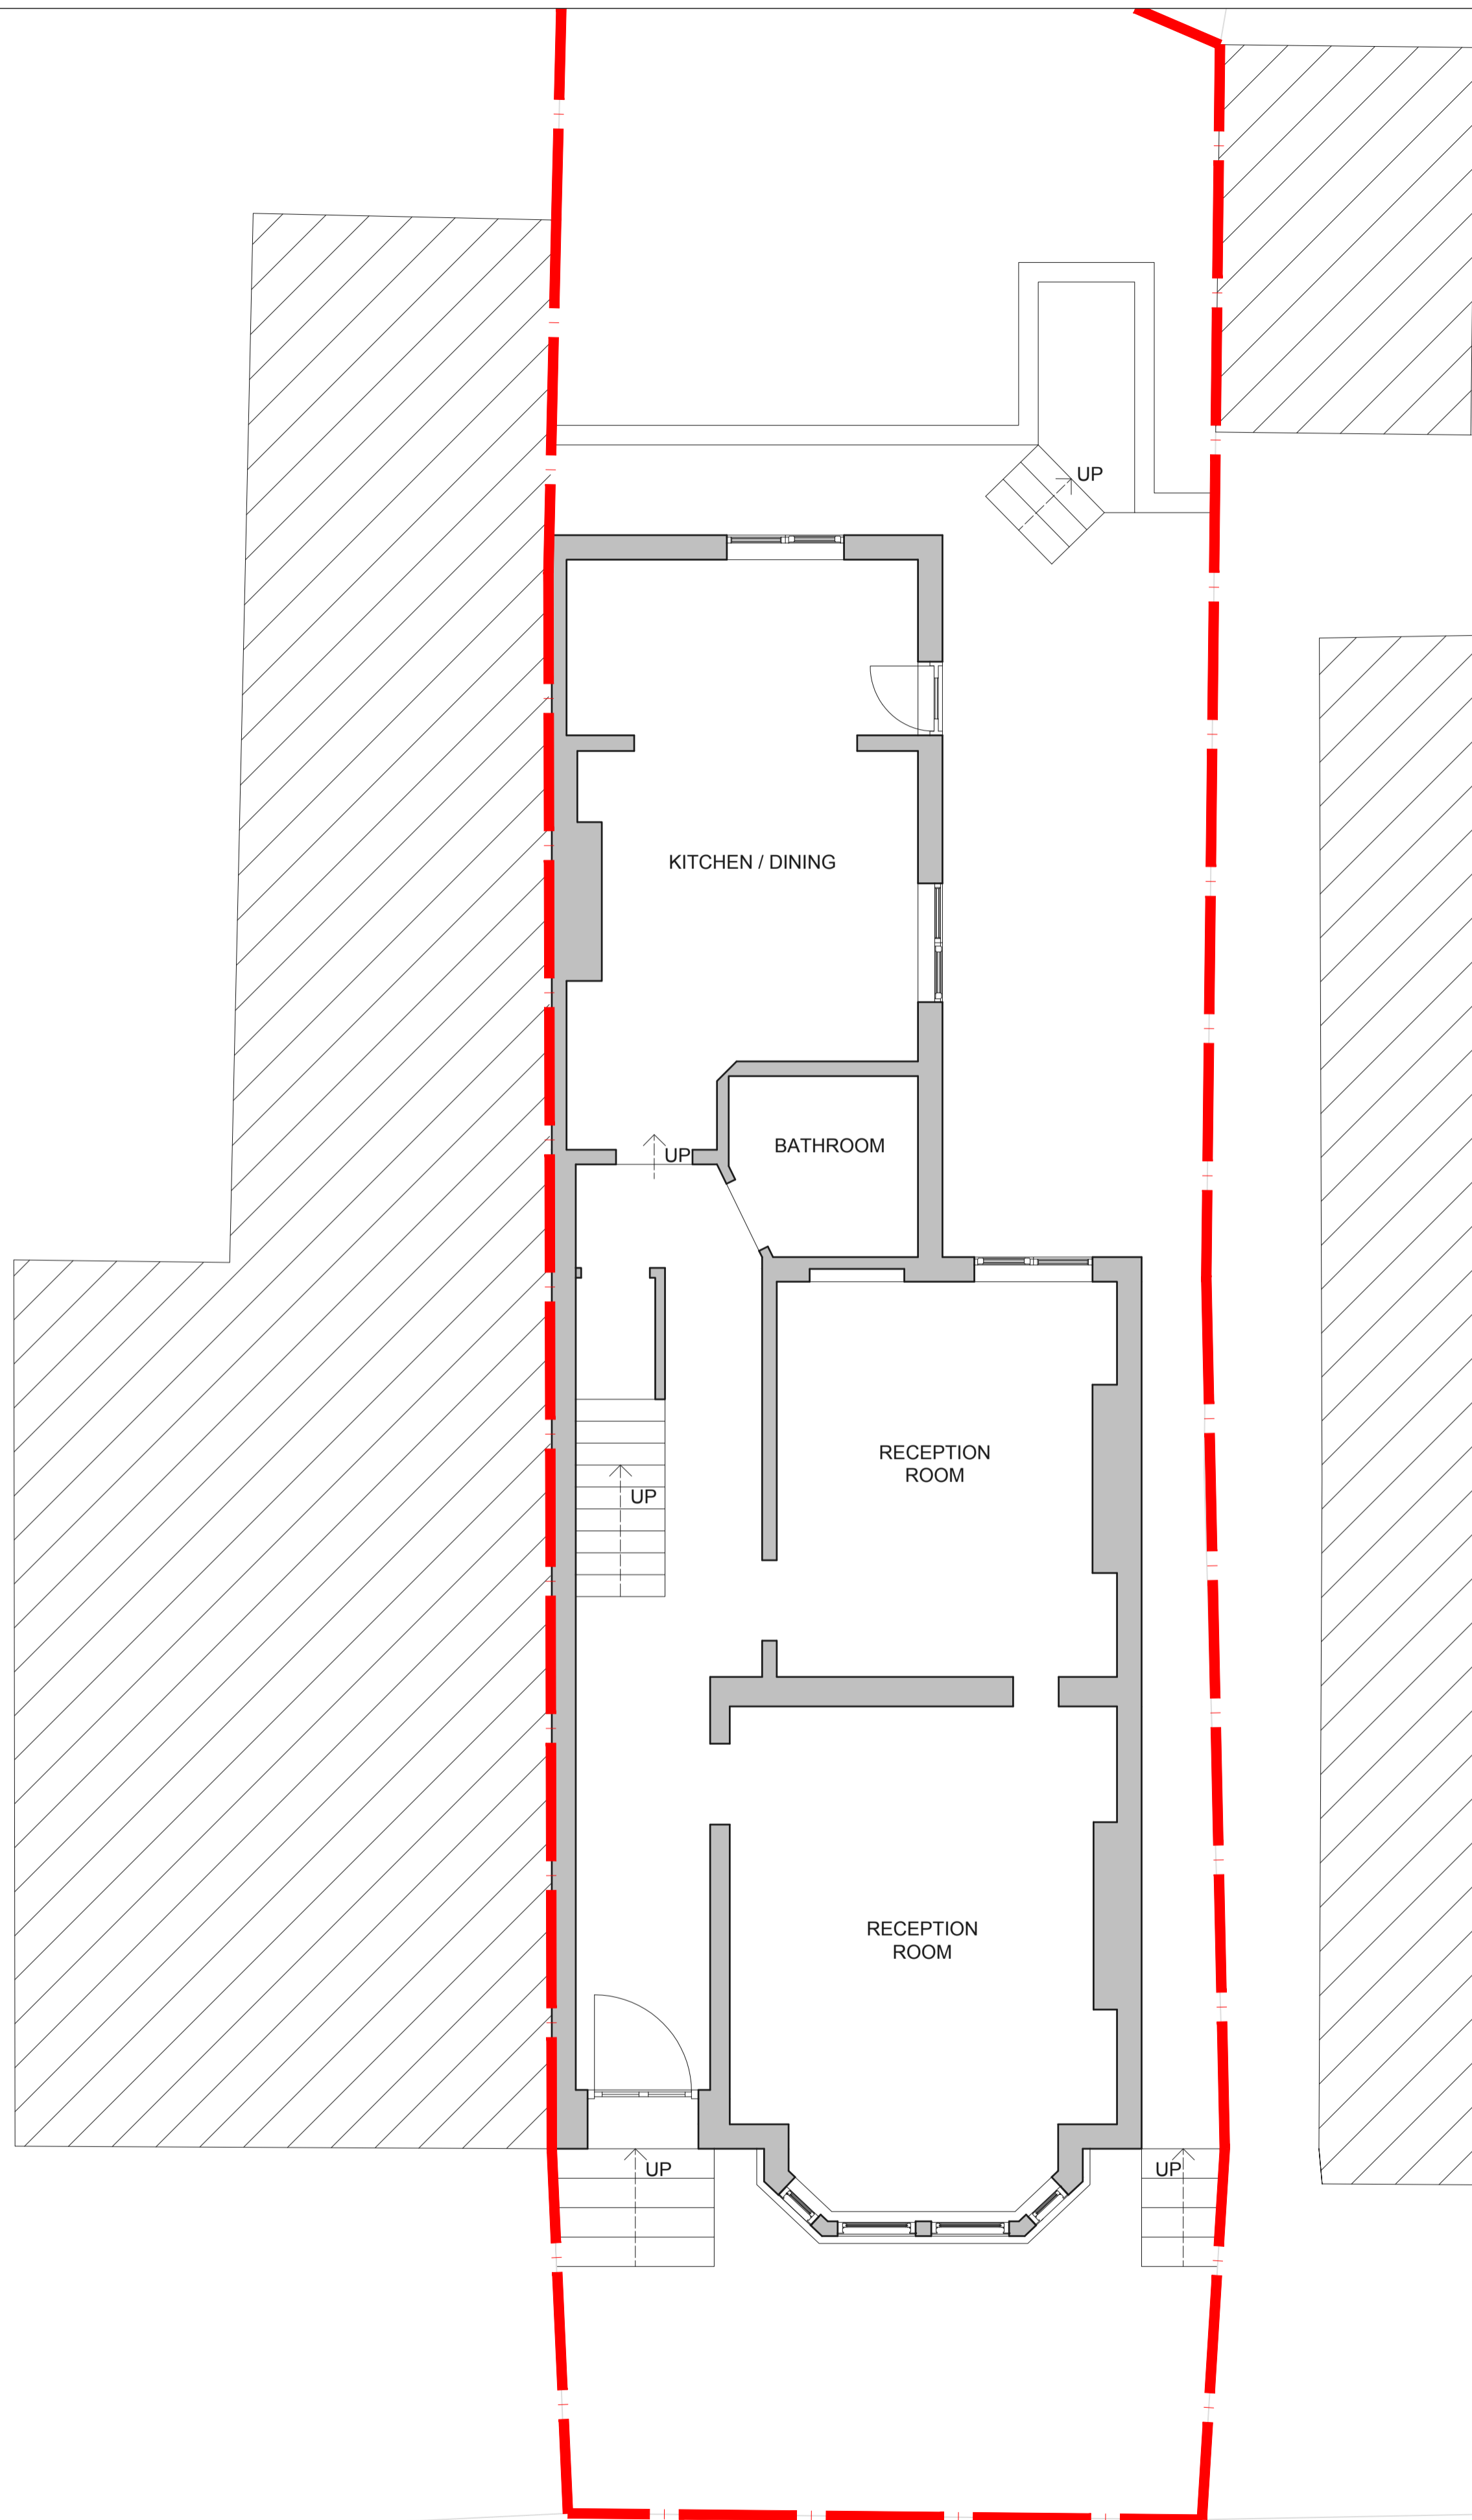 UP
KITCHEN / DINING
BATHROOM
UP
RECEPTION
ROOM
UP
RECEPTION
ROOM
UP
UP